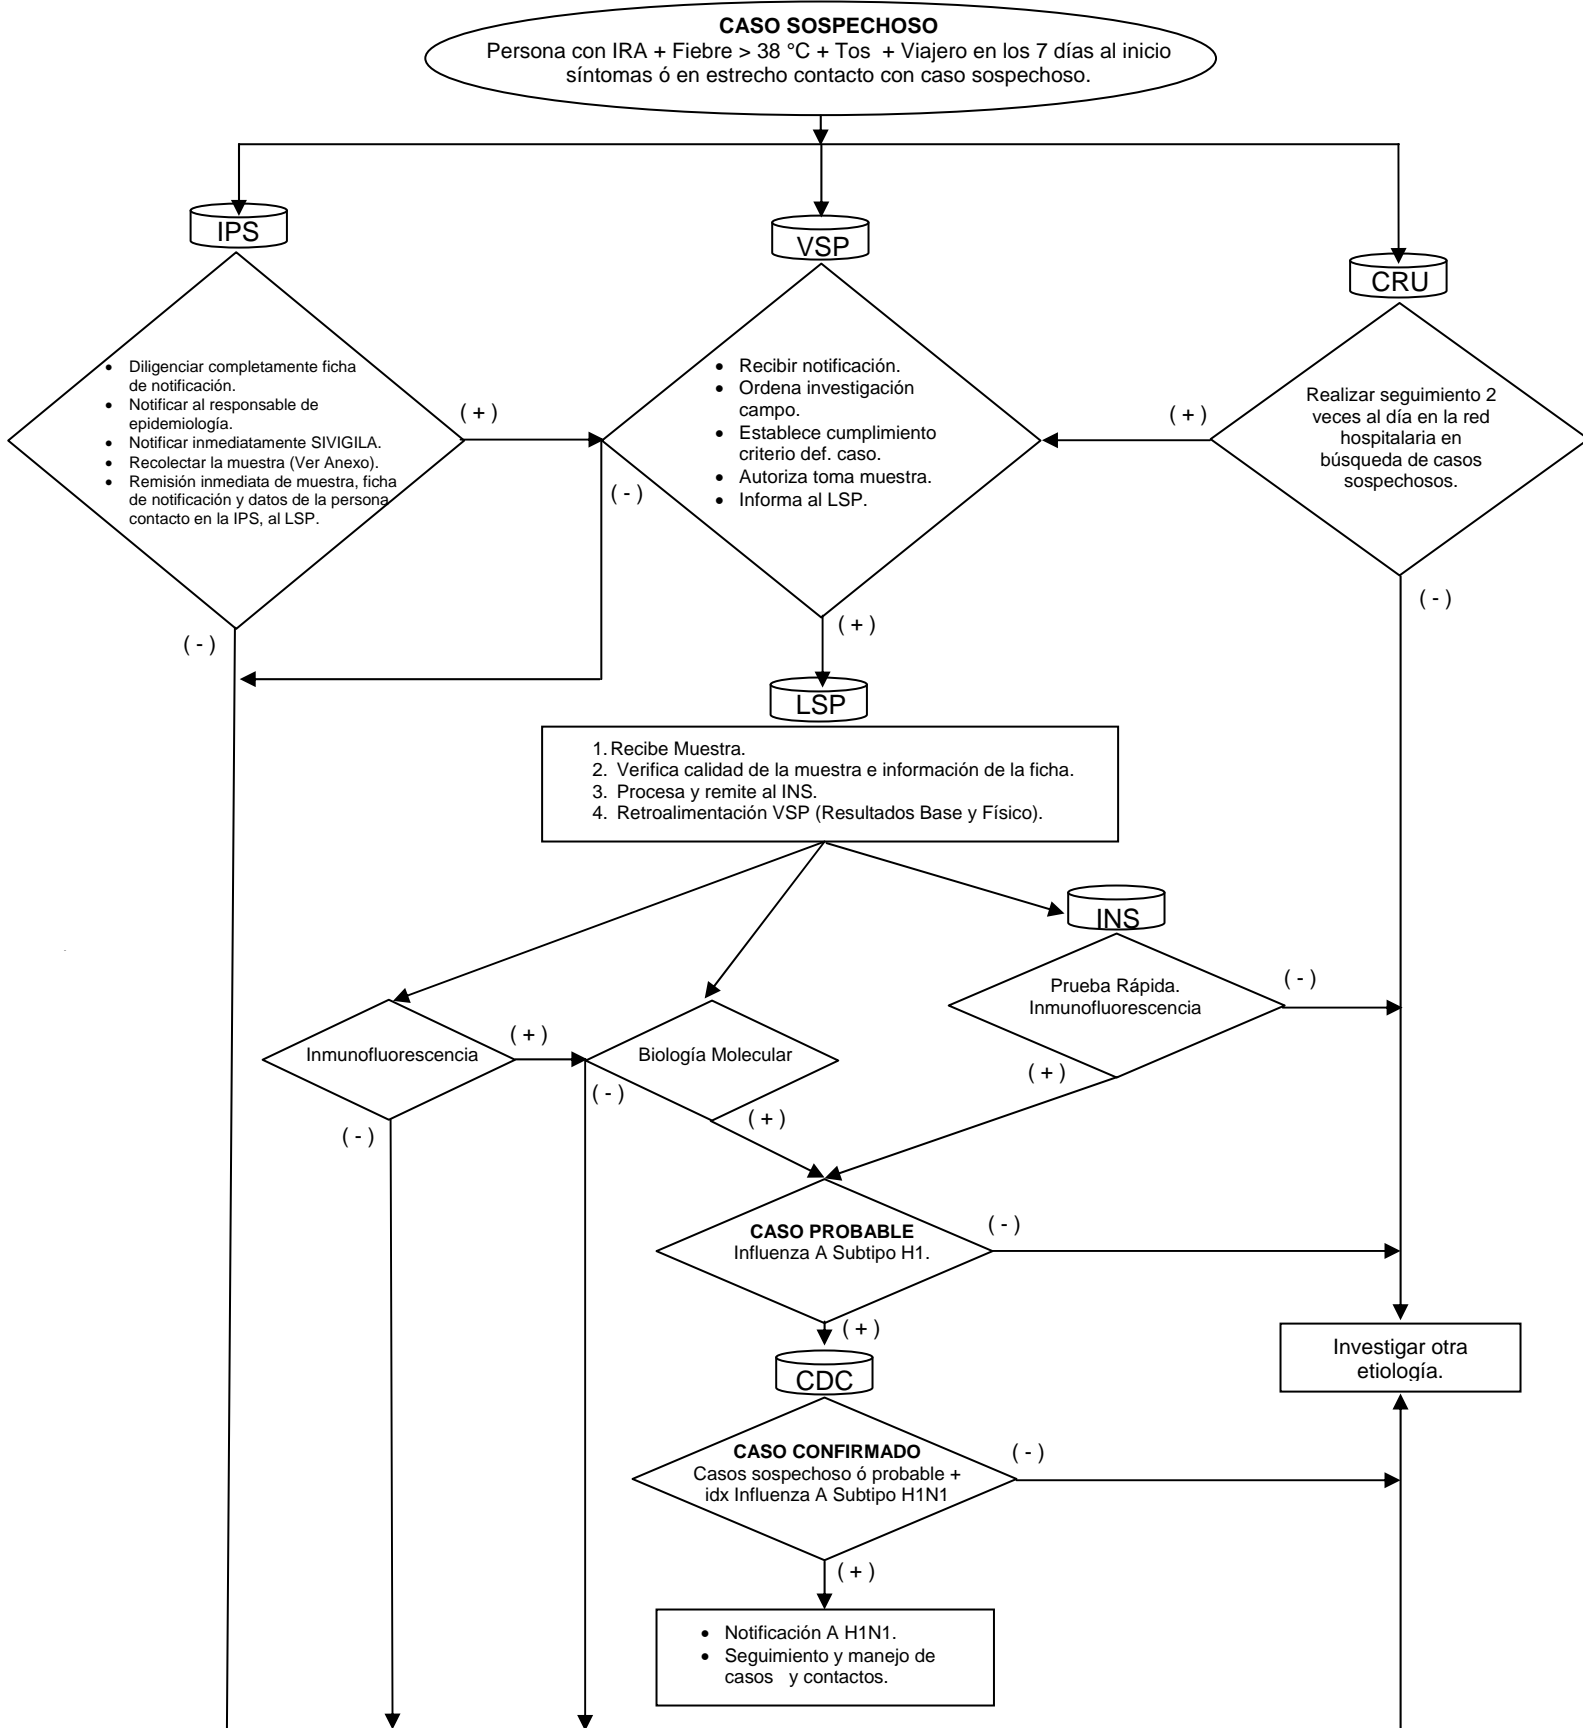 CASO SOSPECHOSO
Persona con IRA + Fiebre > 38 °C + Tos + Viajero en los 7 días al inicio
síntomas ó en estrecho contacto con caso sospechoso.
IPS
VSP
CRU
• Diligenciar completamente ficha
de notificación.
• Notificar al responsable de
epidemiología.
• Notificar inmediatamente SIVIGILA.
• Recolectar la muestra (Ver Anexo).
• Remisión inmediata de muestra, ficha
de notificación y datos de la persona
contacto en la IPS, al LSP.
( + )
( - )
• Recibir notificación.
• Ordena investigación
campo.
• Establece cumplimiento
criterio def. caso.
• Autoriza toma muestra.
• Informa al LSP.
( - )
( + )
Realizar seguimiento 2
veces al día en la red
hospitalaria en
búsqueda de casos
sospechosos.
( + )
( - )
LSP
1. Recibe Muestra.
2. Verifica calidad de la muestra e información de la ficha.
3. Procesa y remite al INS.
4. Retroalimentación VSP (Resultados Base y Físico).
INS
Prueba Rápida.
Inmunofluorescencia
( - )
( + )
Inmunofluorescencia
( + )
( - )
Biología Molecular
( - )
( + )
CASO PROBABLE
Influenza A Subtipo H1.
( - )
( + )
Investigar otra
etiología.
CDC
CASO CONFIRMADO
Casos sospechoso ó probable +
idx Influenza A Subtipo H1N1
( - )
( + )
• Notificación A H1N1.
• Seguimiento y manejo de
casos y contactos.